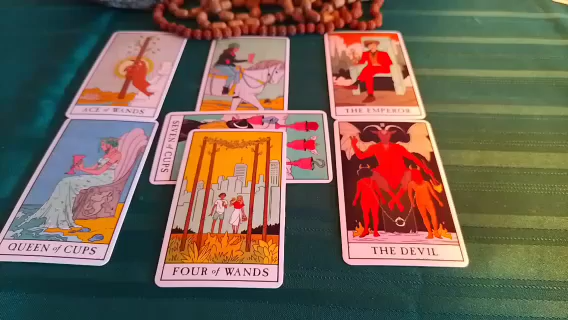 ACE of WANDS
THE EMPEROR
SEVEN of CUPS
QUEEN of CUPS
FOUR of WANDS
THE DEVIL